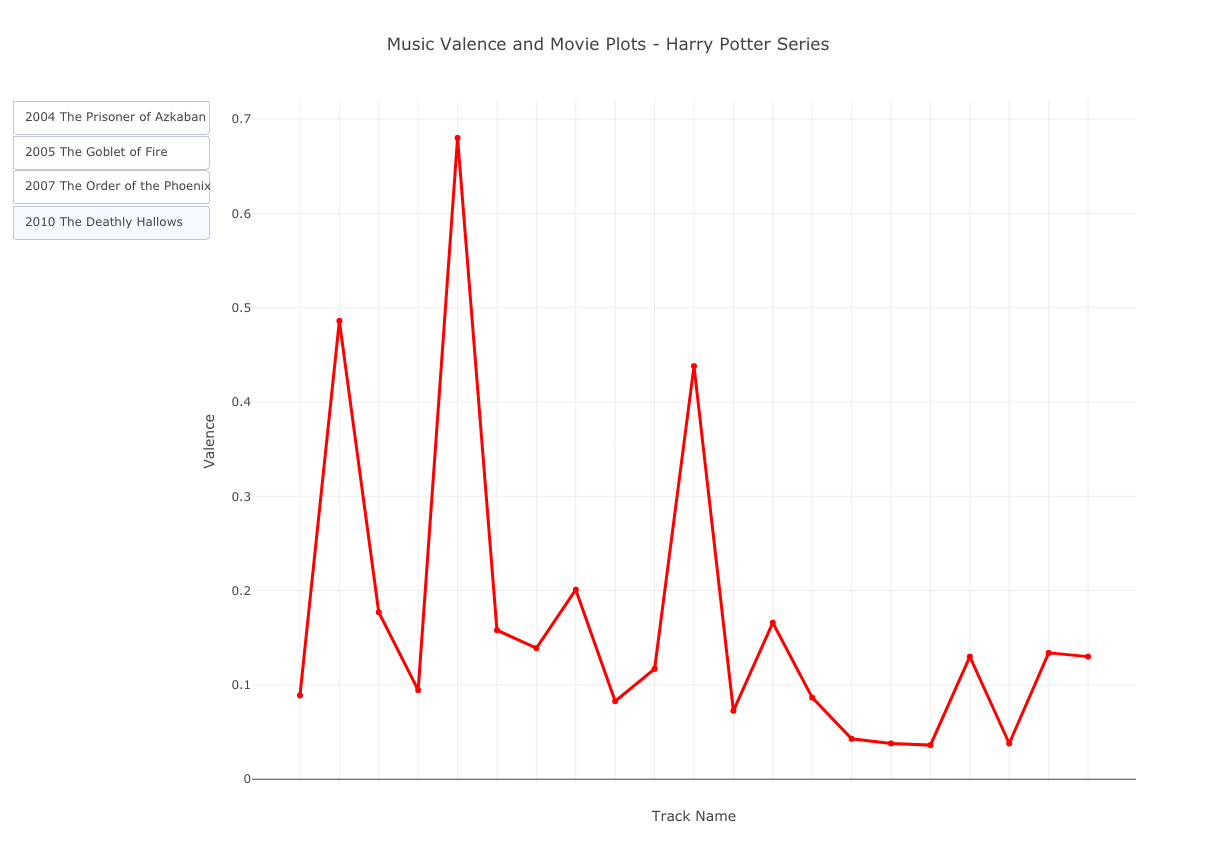 Music Valence and Movie Plots - Harry Potter Series
2004 The Prisoner of Azkaban
2005 The Goblet of Fire
2007 The Order of the Phoenix
2010 The Deathly Hallows
0.7
0.6
0.5
0.4
0.3
0.2
0.1
0
Valence
Track Name